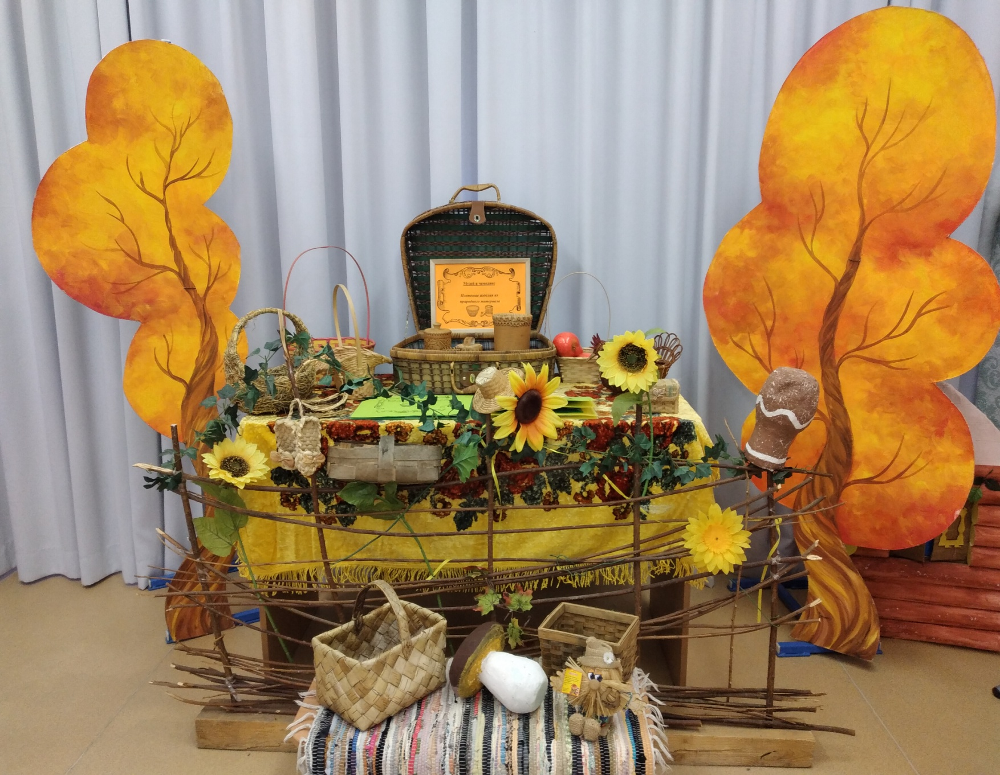 Музей в чемодане
Плетеные изделия из
природного материала